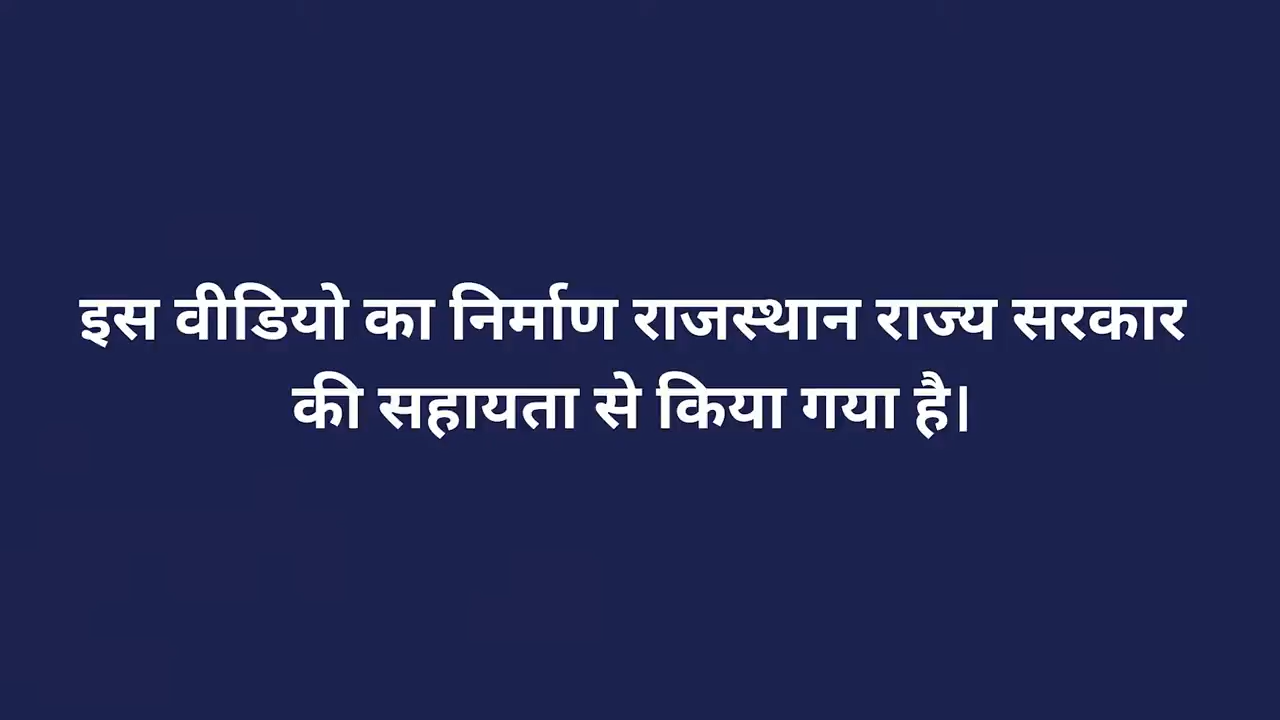 इस वीडियो का निर्माण राजस्थान राज्य सरकार
की सहायता से किया गया है।